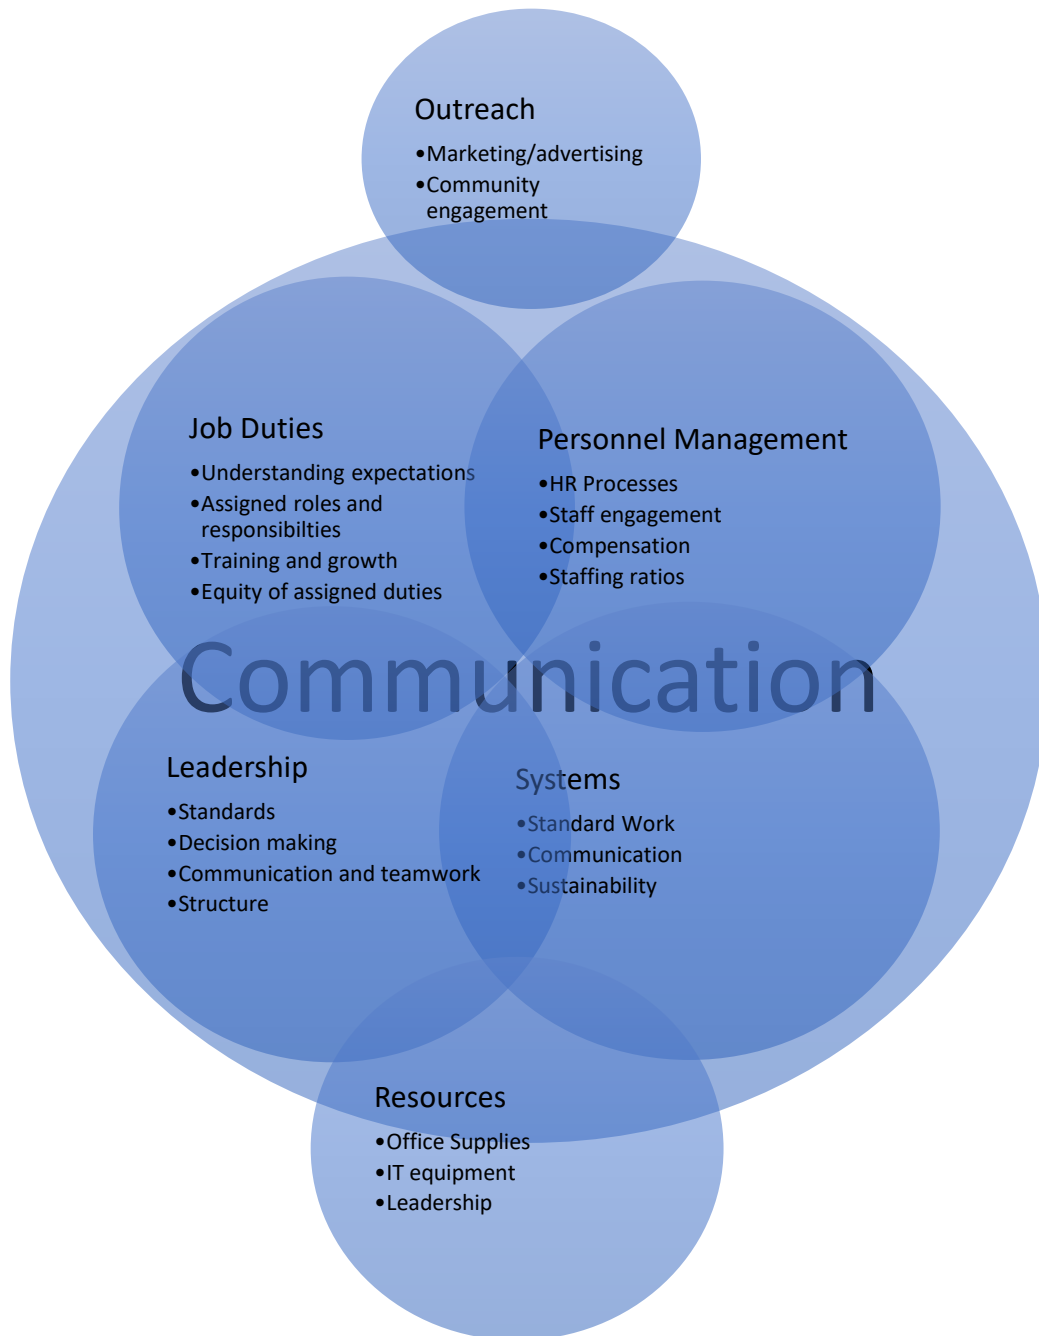 Outreach
•Marketing/advertising
•Community
engagement
Job Duties
•Understanding expectations
•Assigned roles and
responsibilties
•Training and growth
•Equity of assigned duties
Personnel Management
•HR Processes
•Staff engagement
•Compensation
•Staffing ratios
Communication
Leadership
•Standards
•Decision making
•Communication and teamwork
•Structure
Systems
•Standard Work
•Communication
•Sustainability
Resources
•Office Supplies
•IT equipment
•Leadership